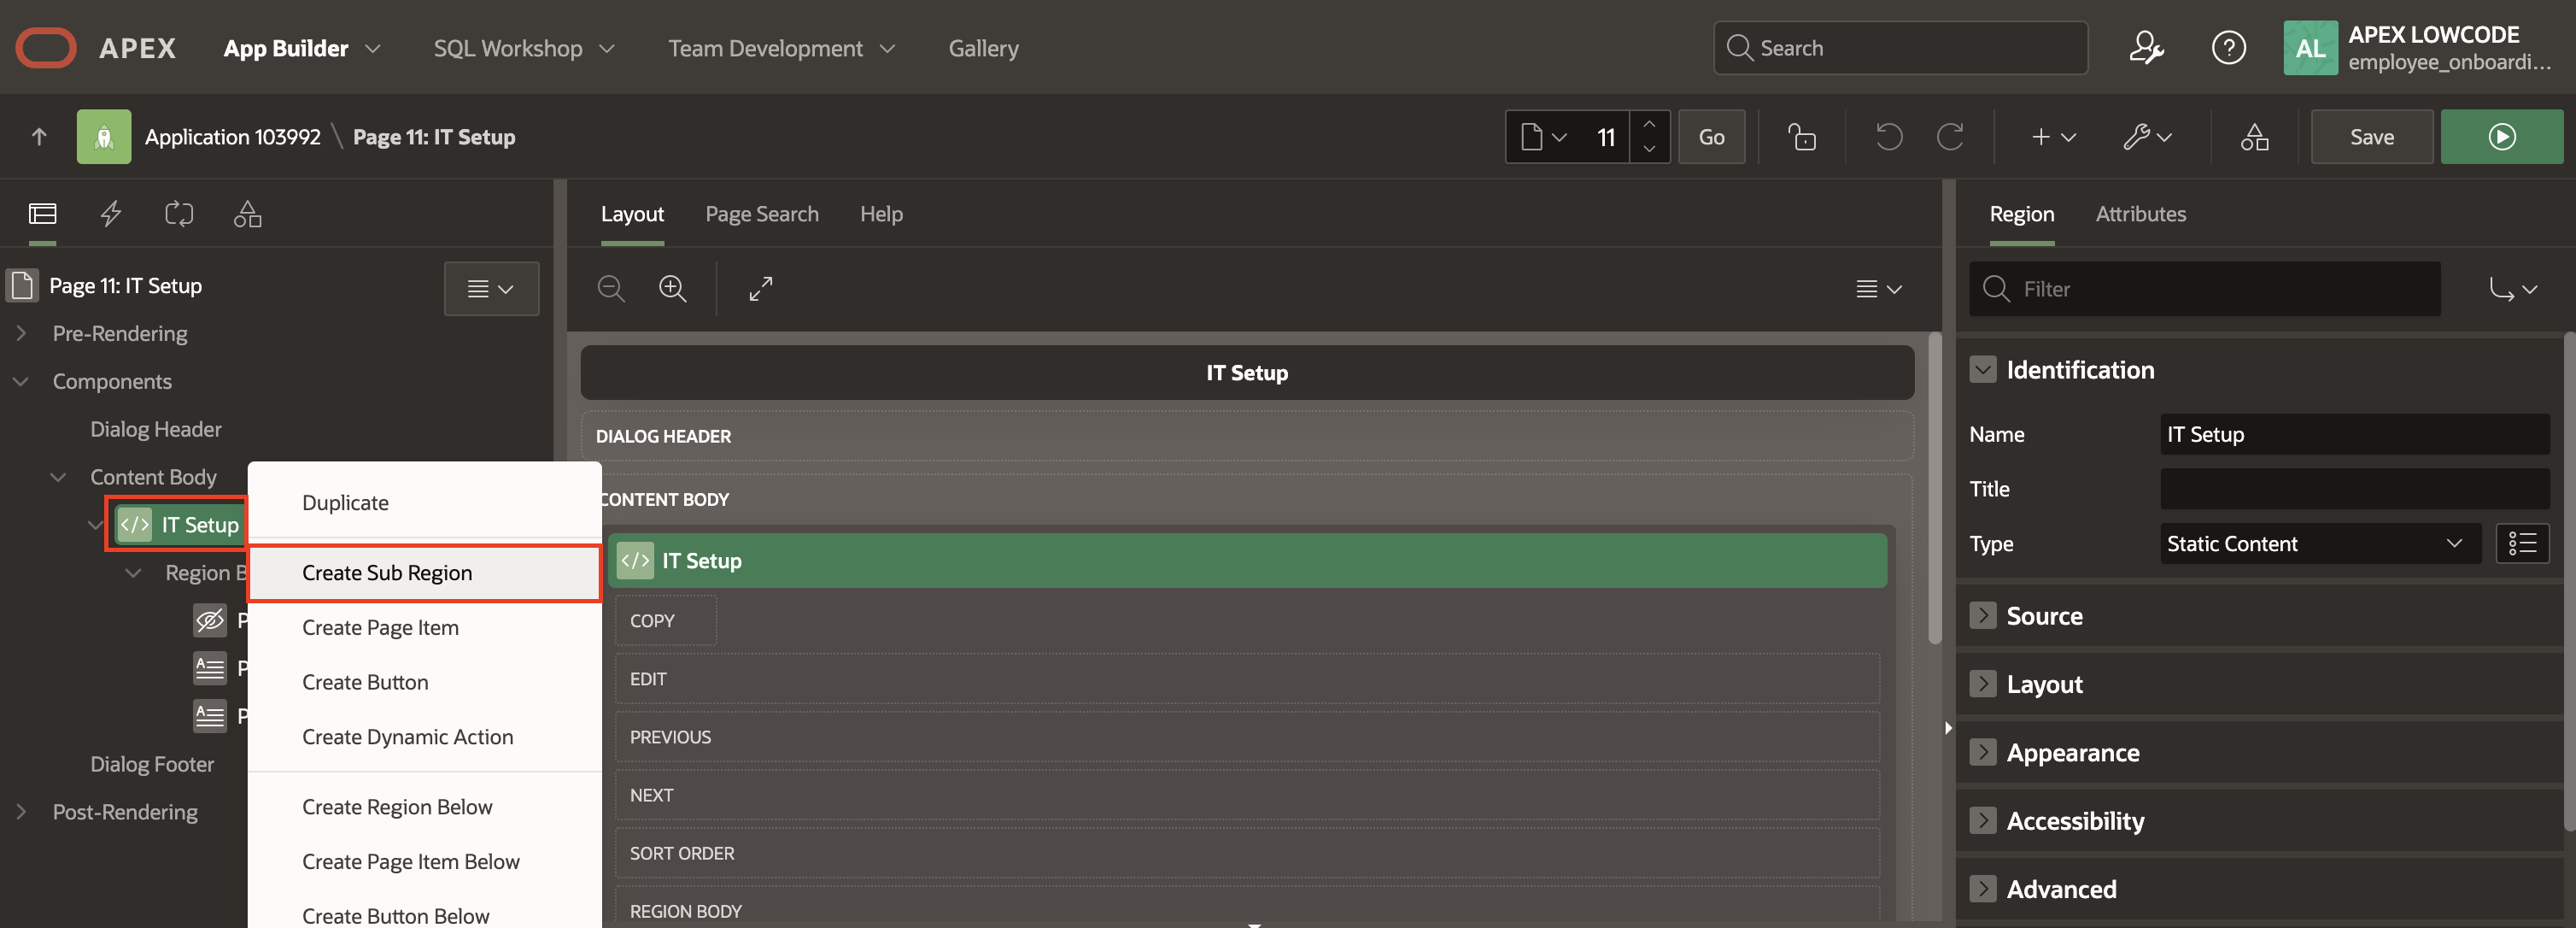 APEX
App Builder
SQL Workshop
Team Development
Gallery
Search
AL
APEX LOWCODE
employee_onboardi...
Application 103992 \ Page 11: IT Setup
11
Go
Save
Layout
Page Search
Help
Region
Attributes
Page 11: IT Setup
Pre-Rendering
Components
Dialog Header
Content Body
</> IT Setup
Region B
P
P
P
Dialog Footer
Post-Rendering
Duplicate
Create Sub Region
Create Page Item
Create Button
Create Dynamic Action
Create Region Below
Create Page Item Below
Create Button Below
IT Setup
DIALOG HEADER
CONTENT BODY
</> IT Setup
COPY
EDIT
PREVIOUS
NEXT
SORT ORDER
REGION BODY
Filter
Identification
Name
IT Setup
Title
Type
Static Content
Source
Layout
Appearance
Accessibility
Advanced